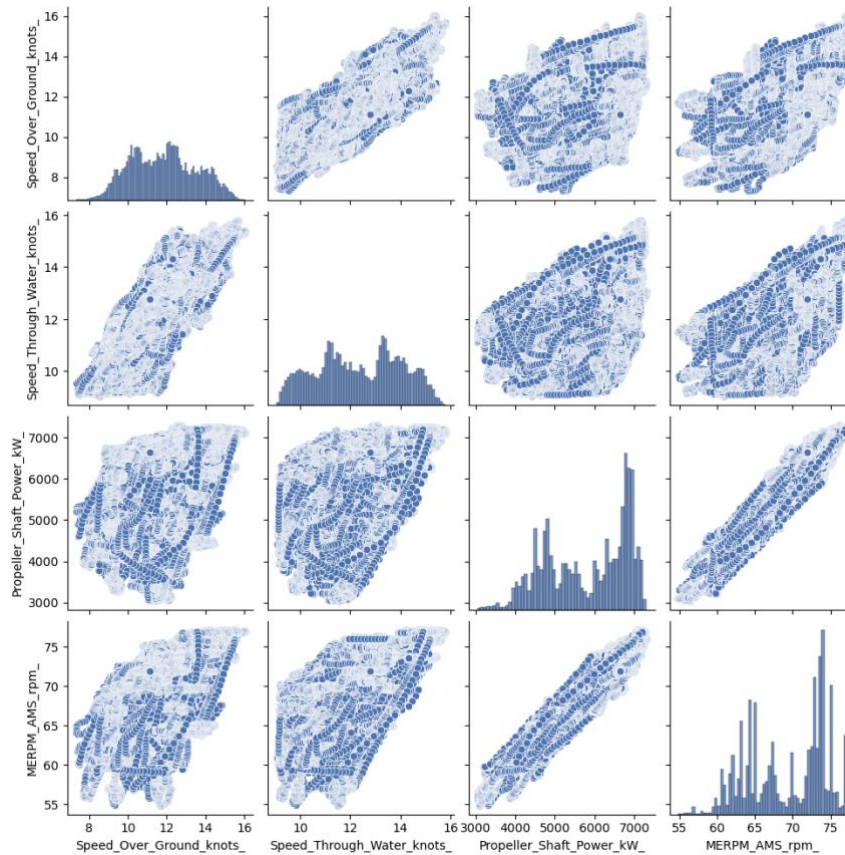 16
14
12
10
8
Speed_Over_Ground_knots_
16
14
12
10
Speed_Through_Water_knots_
7000
6000
5000
4000
3000
Propeller_Shaft_Power_kW_
75
70
65
60
55
MERPM_AMS_rpm_
8 10 12 14 16
10 12 14 16
3000 4000 5000 6000 7000
55 60 65 70 75
Speed_Over_Ground_knots_
Speed_Through_Water_knots_
Propeller_Shaft_Power_kW_
MERPM_AMS_rpm_